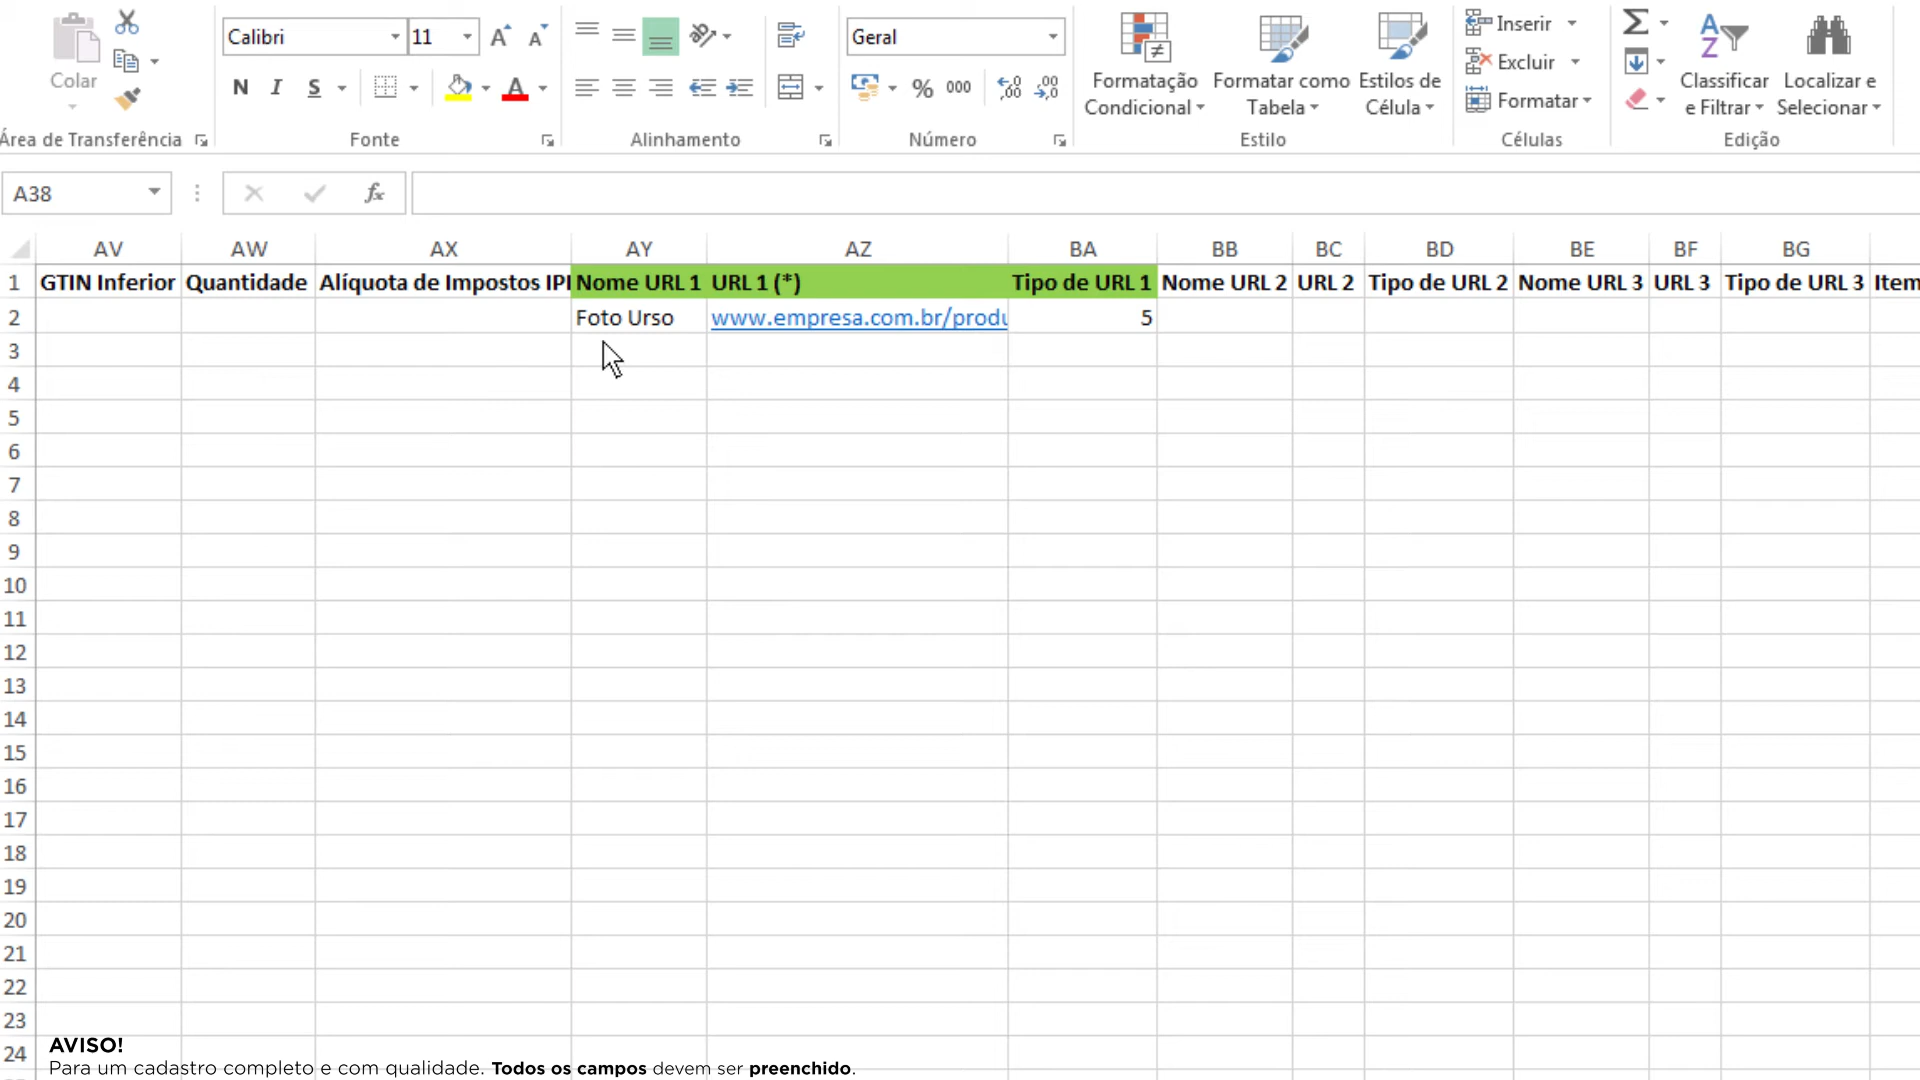 Calibri 11 Geral Inserir
Colar Excluir
N I S % 000 ,00 ,00 Formatação Formatar como Estilos de Formatar Classificar Localizar e
Condicional Tabela Célula e Filtrar Selecionar
Área de Transferência Fonte Alinhamento Número Estilo Células Edição
A38 fx
AV AW AX AY AZ BA BB BC BD BE BF BG
1 GTIN Inferior Quantidade Alíquota de Impostos IPI Nome URL 1 URL 1 (*) Tipo de URL 1 Nome URL 2 URL 2 Tipo de URL 2 Nome URL 3 URL 3 Tipo de URL 3 Item
2 Foto Urso www.empresa.com.br/produ 5
3
4
5
6
7
8
9
10
11
12
13
14
15
16
17
18
19
20
21
22
23
24
AVISO!
Para um cadastro completo e com qualidade. Todos os campos devem ser preenchido.